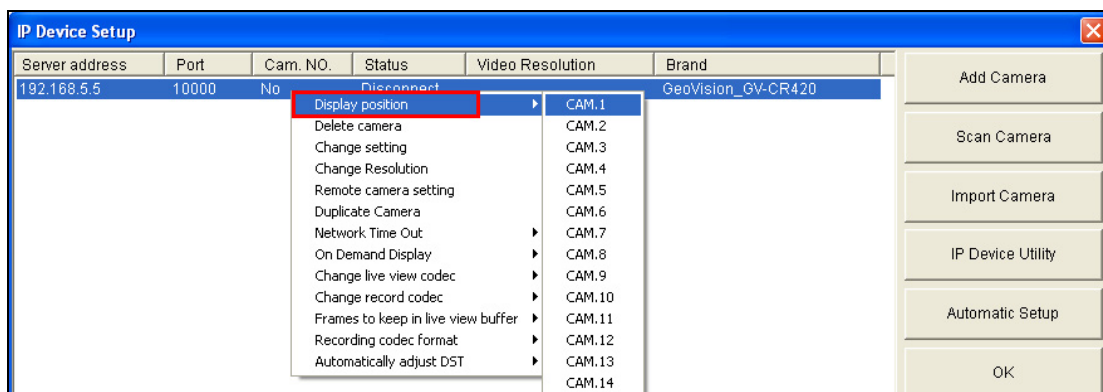 IP Device Setup
Server address Port Cam. NO. Status Video Resolution Brand
192.168.5.5 10000 No Disconnect GeoVision_GV-CR420
Display position
Delete camera
Change setting
Change Resolution
Remote camera setting
Duplicate Camera
Network Time Out
On Demand Display
Change live view codec
Change record codec
Frames to keep in live view buffer
Recording codec format
Automatically adjust DST
CAM.1
CAM.2
CAM.3
CAM.4
CAM.5
CAM.6
CAM.7
CAM.8
CAM.9
CAM.10
CAM.11
CAM.12
CAM.13
CAM.14
Add Camera
Scan Camera
Import Camera
IP Device Utility
Automatic Setup
OK